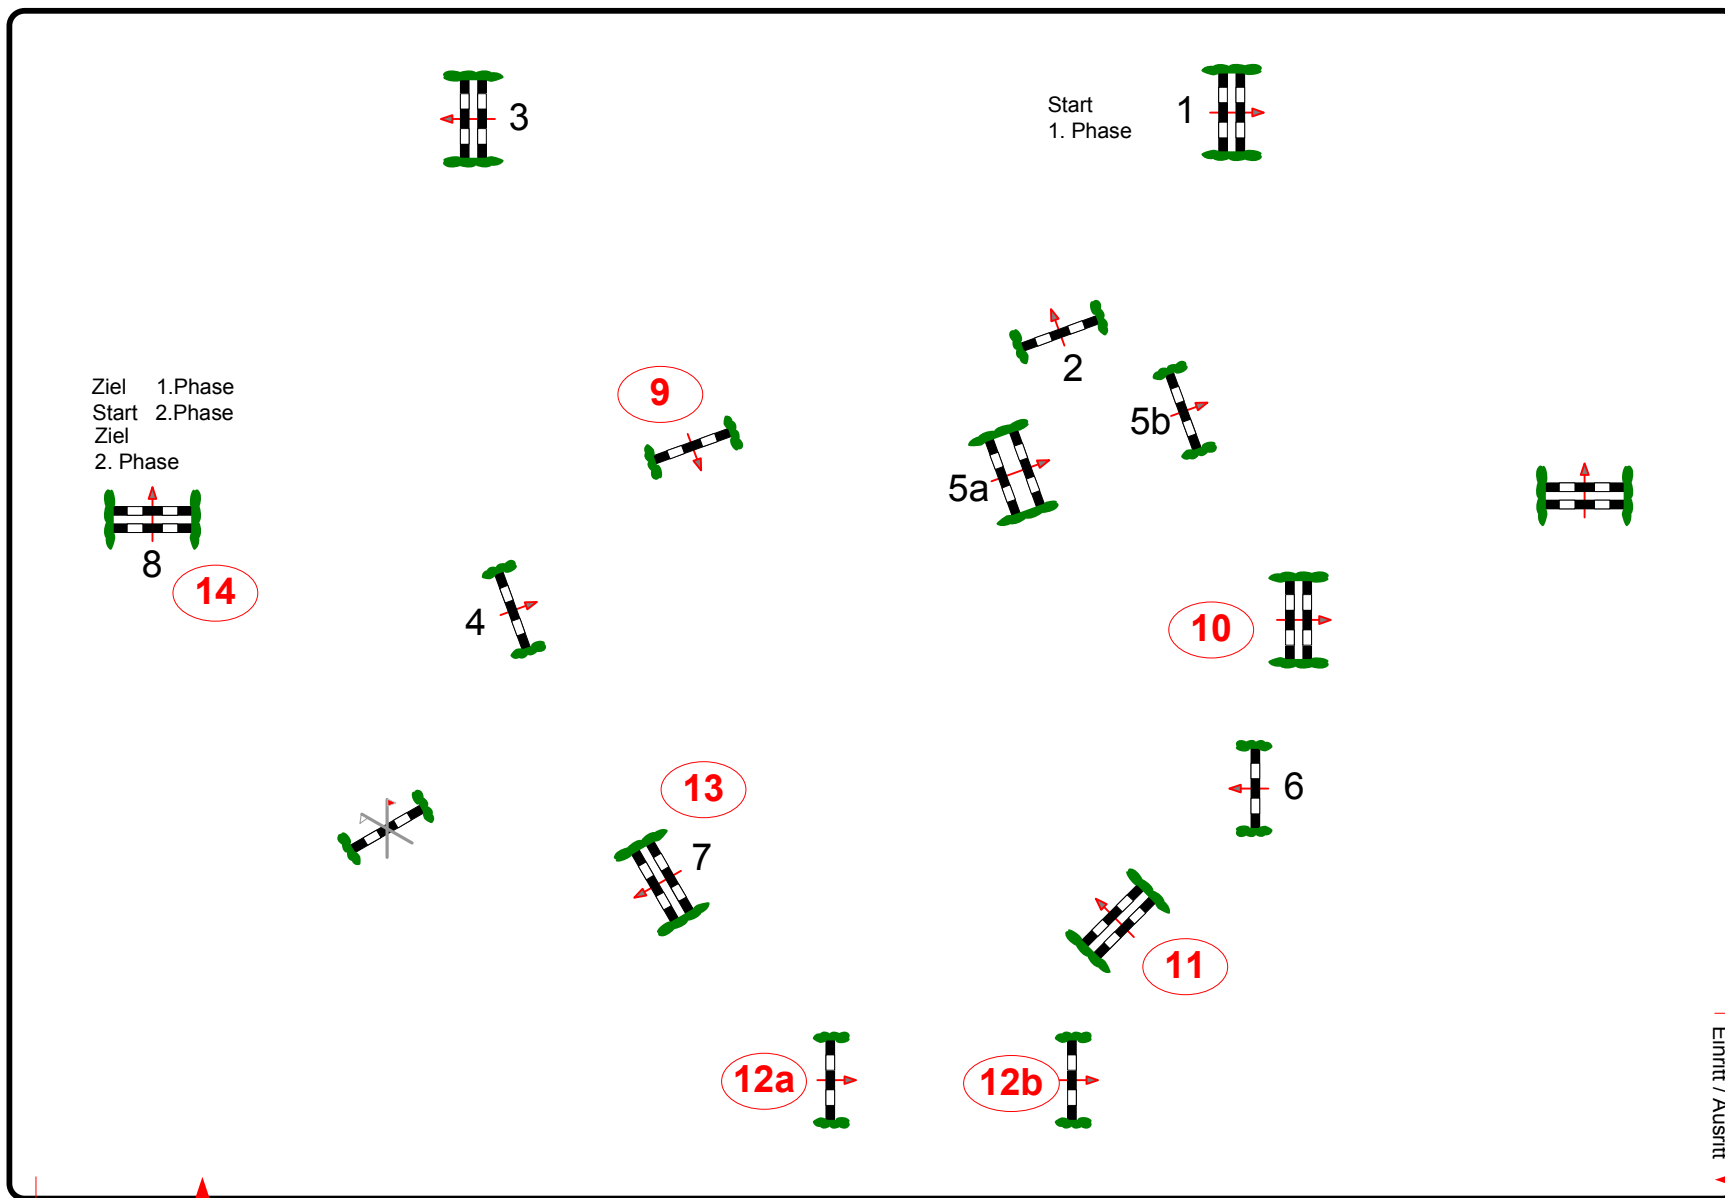 3
Start
1. Phase
1
2
9
5b
Ziel 1.Phase
Start 2.Phase
Ziel
2. Phase
5a
8
14
4
10
13
6
7
11
12a
12b
Einritt / Ausritt